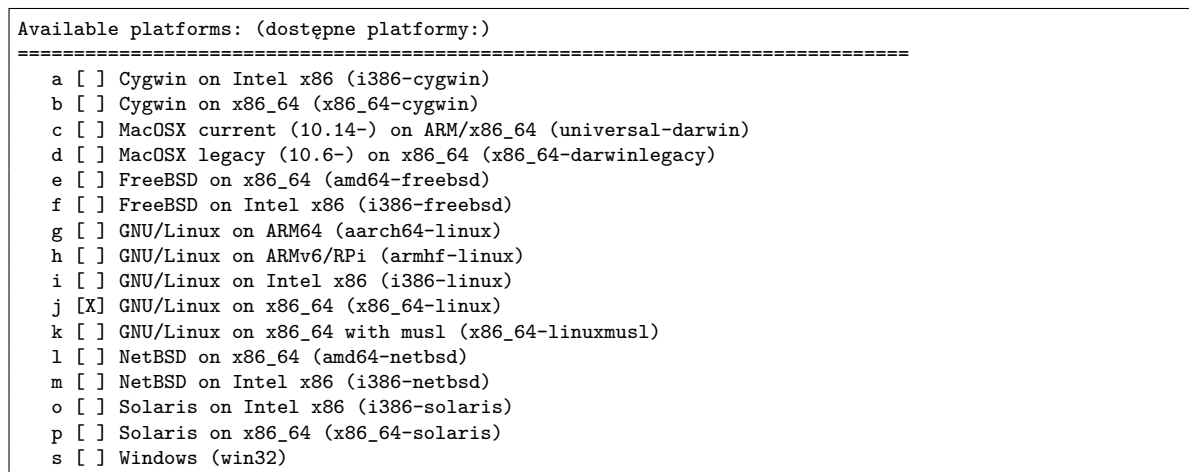 Available platforms: (dostępne platformy:)
===============================================================================
a [ ] Cygwin on Intel x86 (i386-cygwin)
b [ ] Cygwin on x86_64 (x86_64-cygwin)
c [ ] MacOSX current (10.14-) on ARM/x86_64 (universal-darwin)
d [ ] MacOSX legacy (10.6-) on x86_64 (x86_64-darwinlegacy)
e [ ] FreeBSD on x86_64 (amd64-freebsd)
f [ ] FreeBSD on Intel x86 (i386-freebsd)
g [ ] GNU/Linux on ARM64 (aarch64-linux)
h [ ] GNU/Linux on ARMv6/RPi (armhf-linux)
i [ ] GNU/Linux on Intel x86 (i386-linux)
j [X] GNU/Linux on x86_64 (x86_64-linux)
k [ ] GNU/Linux on x86_64 with musl (x86_64-linuxmusl)
l [ ] NetBSD on x86_64 (amd64-netbsd)
m [ ] NetBSD on Intel x86 (i386-netbsd)
o [ ] Solaris on Intel x86 (i386-solaris)
p [ ] Solaris on x86_64 (x86_64-solaris)
s [ ] Windows (win32)